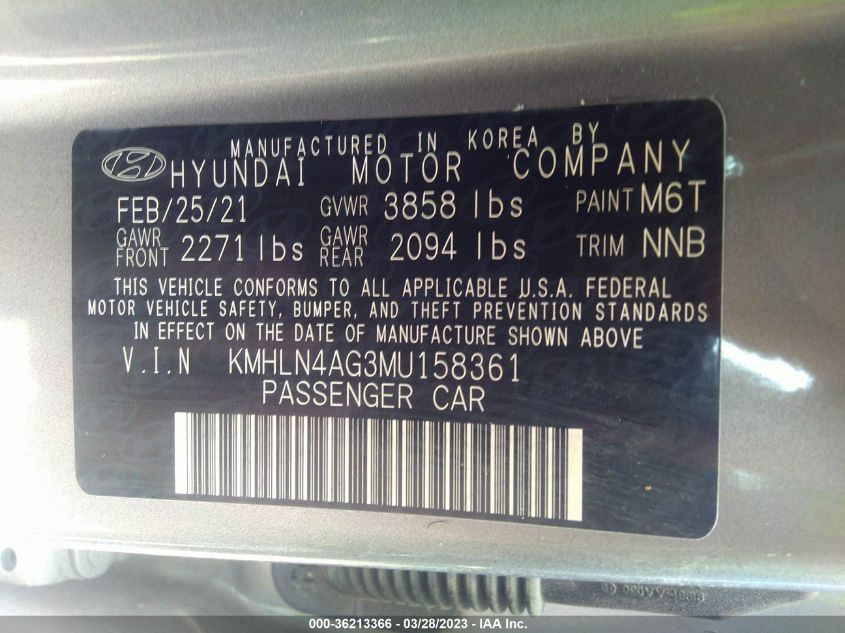 MANUFACTURED IN KOREA BY
HYUNDAI MOTOR COMPANY
FEB/25/21 GVWR 3858 lbs PAINT M6T
GAWR FRONT 2271 lbs GAWR REAR 2094 lbs TRIM NNB
THIS VEHICLE CONFORMS TO ALL APPLICABLE U.S.A. FEDERAL
MOTOR VEHICLE SAFETY, BUMPER, AND THEFT PREVENTION STANDARDS
IN EFFECT ON THE DATE OF MANUFACTURE SHOWN ABOVE
V.I.N KMHLN4AG3MU158361
PASSENGER CAR
000-36213366 - 03/28/2023 - IAA Inc.